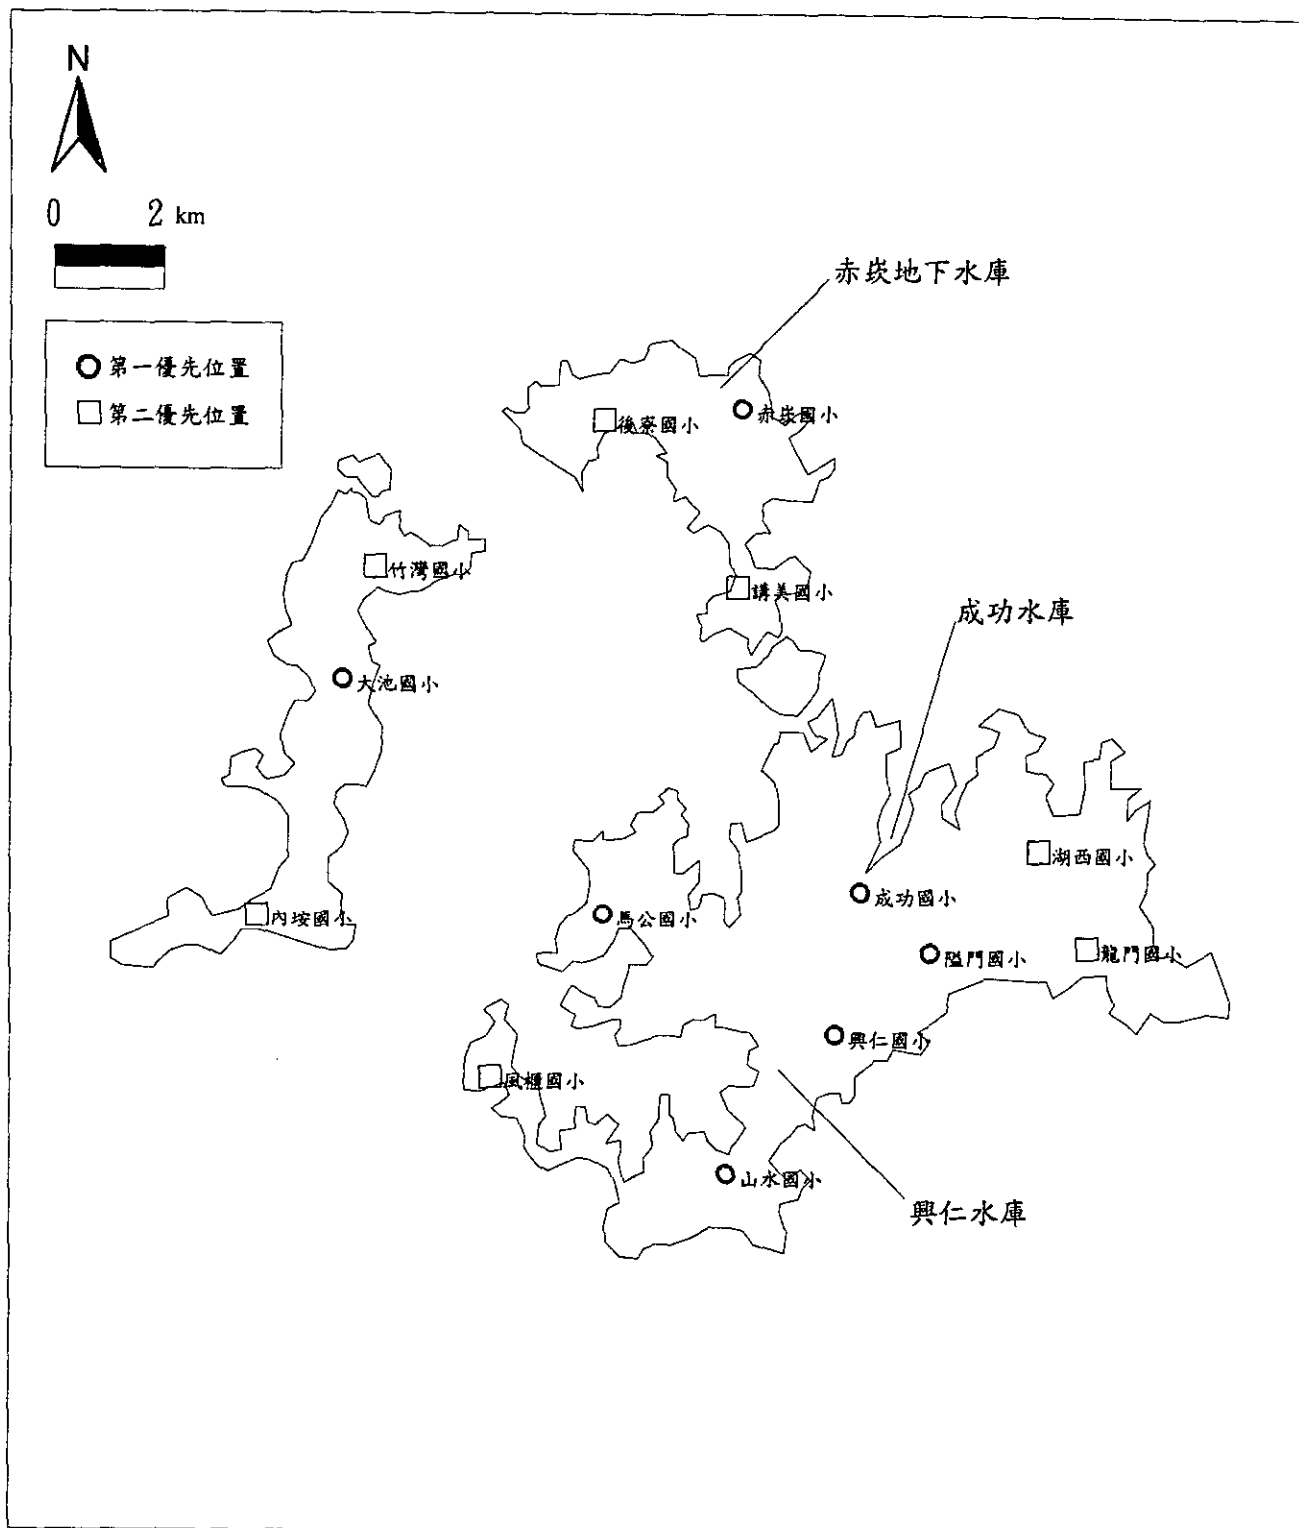 N
0 2 km
赤崁地下水庫
第一優先位置
第二優先位置
後寮國小
赤崁國小
竹灣國小
講美國小
成功水庫
大池國小
湖西國小
成功國小
內垵國小
馬公國小
隘門國小
龍門國小
興仁國小
風櫃國小
山水國小
興仁水庫